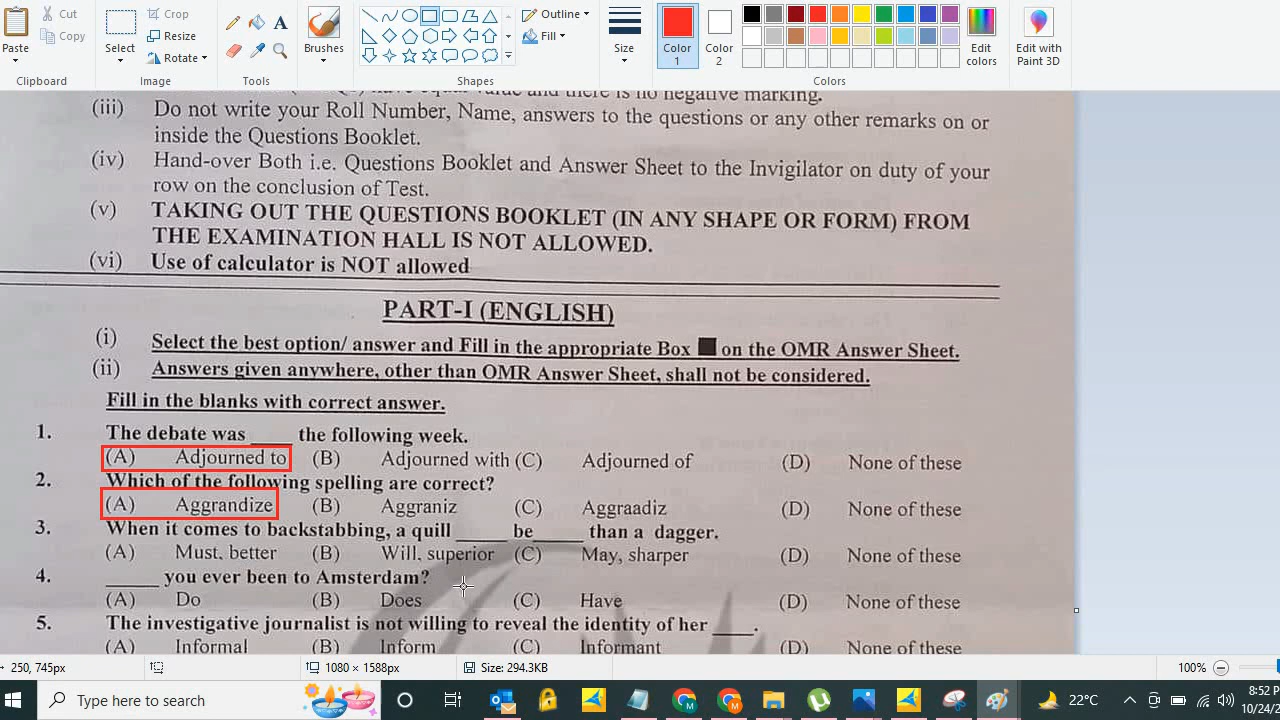 Paste
Cut
Copy
Clipboard
Select
Crop
Resize
Rotate
Image
Tools
Brushes
Shapes
Outline
Fill
Size
Color 1
Color 2
Colors
Edit colors
Edit with Paint 3D
have equal value and there is no negative marking.
(iii) Do not write your Roll Number, Name, answers to the questions or any other remarks on or
inside the Questions Booklet.
(iv) Hand-over Both i.e. Questions Booklet and Answer Sheet to the Invigilator on duty of your
row on the conclusion of Test.
(v) TAKING OUT THE QUESTIONS BOOKLET (IN ANY SHAPE OR FORM) FROM
THE EXAMINATION HALL IS NOT ALLOWED.
(vi) Use of calculator is NOT allowed
PART-I (ENGLISH)
(i) Select the best option/ answer and Fill in the appropriate Box ■ on the OMR Answer Sheet.
(ii) Answers given anywhere, other than OMR Answer Sheet, shall not be considered.
Fill in the blanks with correct answer.
1. The debate was ____ the following week.
(A) Adjourned to (B) Adjourned with (C) Adjourned of (D) None of these
2. Which of the following spelling are correct?
(A) Aggrandize (B) Aggraniz (C) Aggraadiz (D) None of these
3. When it comes to backstabbing, a quill _____ be_____ than a dagger.
(A) Must, better (B) Will, superior (C) May, sharper (D) None of these
4. _____ you ever been to Amsterdam?
(A) Do (B) Does (C) Have (D) None of these
5. The investigative journalist is not willing to reveal the identity of her ____.
(A) Informal (B) Inform (C) Informant (D) None of these
250, 745px
1080 × 1588px
Size: 294.3KB
100%
Type here to search
22°C
8:52 P
10/24/2